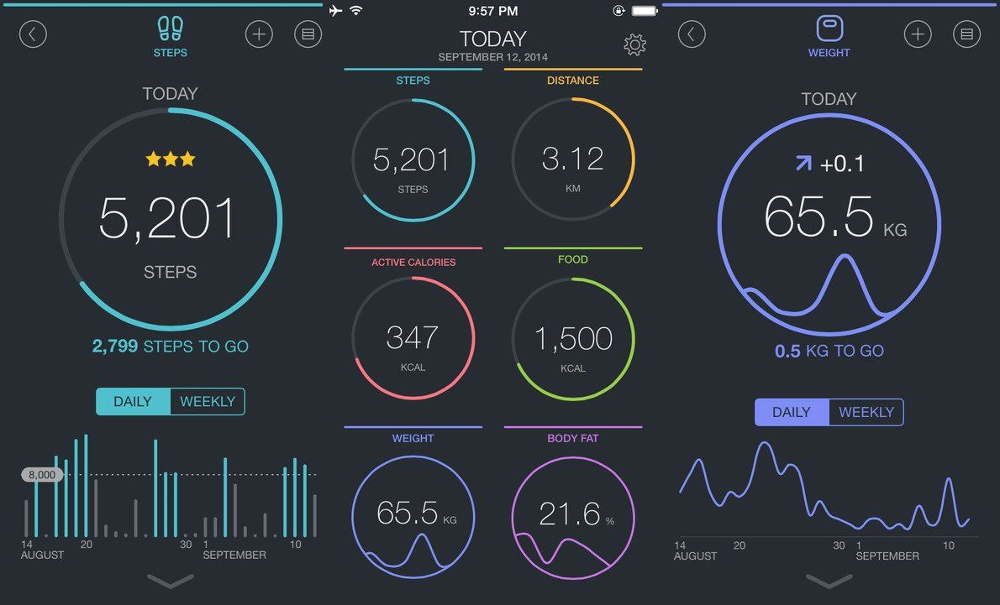 STEPS
TODAY
5,201
STEPS
2,799 STEPS TO GO
DAILY WEEKLY
8,000
14 20 30 1 10
AUGUST SEPTEMBER
9:57 PM
TODAY
SEPTEMBER 12, 2014
STEPS
5,201
STEPS
DISTANCE
3.12
KM
ACTIVE CALORIES
347
KCAL
FOOD
1,500
KCAL
WEIGHT
65.5 KG
BODY FAT
21.6 %
WEIGHT
TODAY
+0.1
65.5 KG
0.5 KG TO GO
DAILY WEEKLY
14 20 30 1 10
AUGUST SEPTEMBER